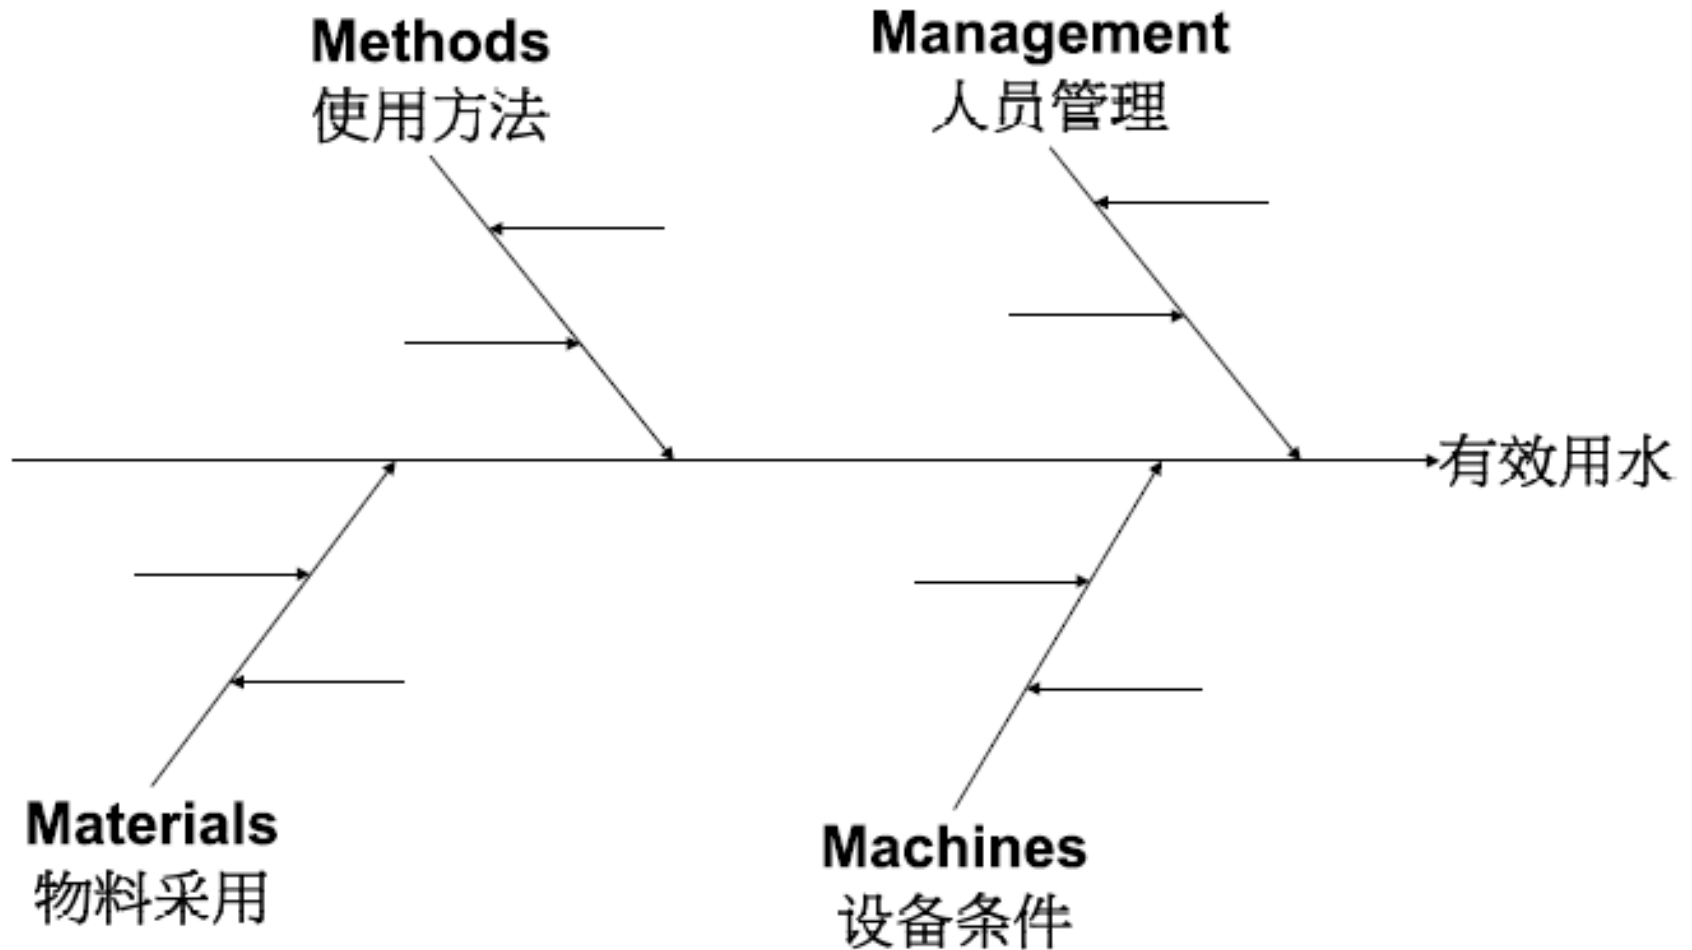 Methods
使用方法
Management
人员管理
有效用水
Materials
物料采用
Machines
设备条件